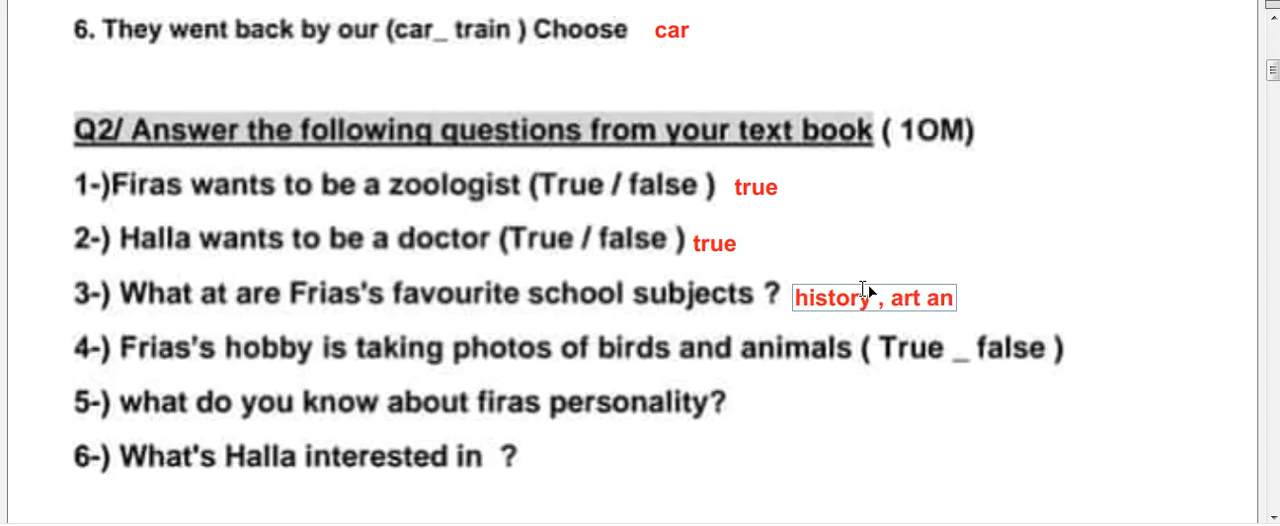 6. They went back by our (car_ train ) Choose car
Q2/ Answer the following questions from your text book ( 1OM)
1-)Firas wants to be a zoologist (True / false ) true
2-) Halla wants to be a doctor (True / false ) true
3-) What at are Frias's favourite school subjects ? history , art an
4-) Frias's hobby is taking photos of birds and animals ( True _ false )
5-) what do you know about firas personality?
6-) What's Halla interested in ?